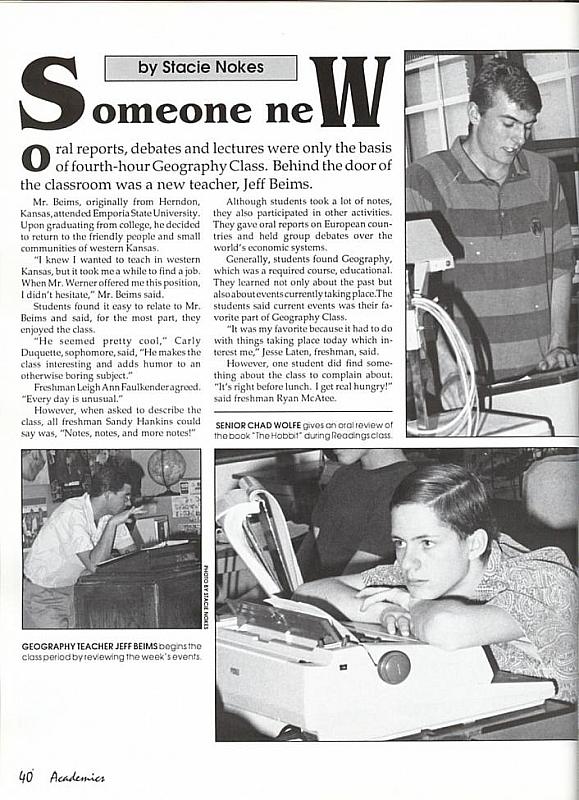 by Stacie Nokes
Someone neW
oral reports, debates and lectures were only the basis
of fourth-hour Geography Class. Behind the door of
the classroom was a new teacher, Jeff Beims.
Mr. Beims, originally from Herndon,
Kansas, attended Emporia State University.
Upon graduating from college, he decided
to return to the friendly people and small
communities of western Kansas.
"I knew I wanted to teach in western
Kansas, but it took me a while to find a job.
When Mr. Werner offered me this position,
I didn't hesitate," Mr. Beims said.
Students found it easy to relate to Mr.
Beims and said, for the most part, they
enjoyed the class.
"He seemed pretty cool," Carly
Duquette, sophomore, said, "He makes the
class interesting and adds humor to an
otherwise boring subject."
Freshman Leigh Ann Faulkender agreed.
"Every day is unusual."
However, when asked to describe the
class, all freshman Sandy Hankins could
say was, "Notes, notes, and more notes!"
Although students took a lot of notes,
they also participated in other activities.
They gave oral reports on European coun-
tries and held group debates over the
world's economic systems.
Generally, students found Geography,
which was a required course, educational.
They learned not only about the past but
also about events currently taking place. The
students said current events was their fa-
vorite part of Geography Class.
"It was my favorite because it had to do
with things taking place today which in-
terest me," Jesse Laten, freshman, said.
However, one student did find some-
thing about the class to complain about.
"It's right before lunch. I get real hungry!"
said freshman Ryan McAtee.
SENIOR CHAD WOLFE gives an oral review of
the book "The Hobbit" during Readings class.
PHOTO BY STACIE NOKES
GEOGRAPHY TEACHER JEFF BEIMS begins the
class period by reviewing the week's events.
40 Academics